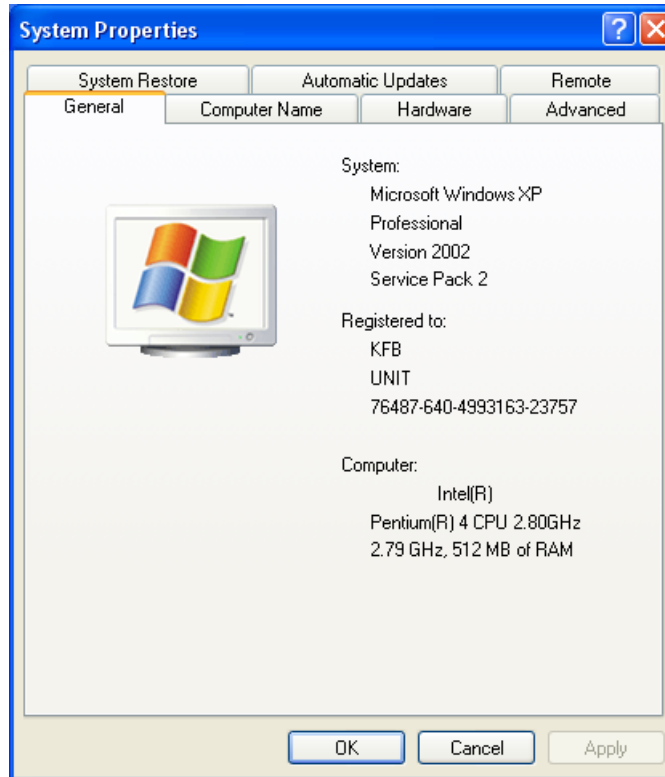 System Properties
System Restore Automatic Updates Remote
General Computer Name Hardware Advanced
System:
Microsoft Windows XP
Professional
Version 2002
Service Pack 2
Registered to:
KFB
UNIT
76487-640-4993163-23757
Computer:
Intel(R)
Pentium(R) 4 CPU 2.80GHz
2.79 GHz, 512 MB of RAM
OK Cancel Apply